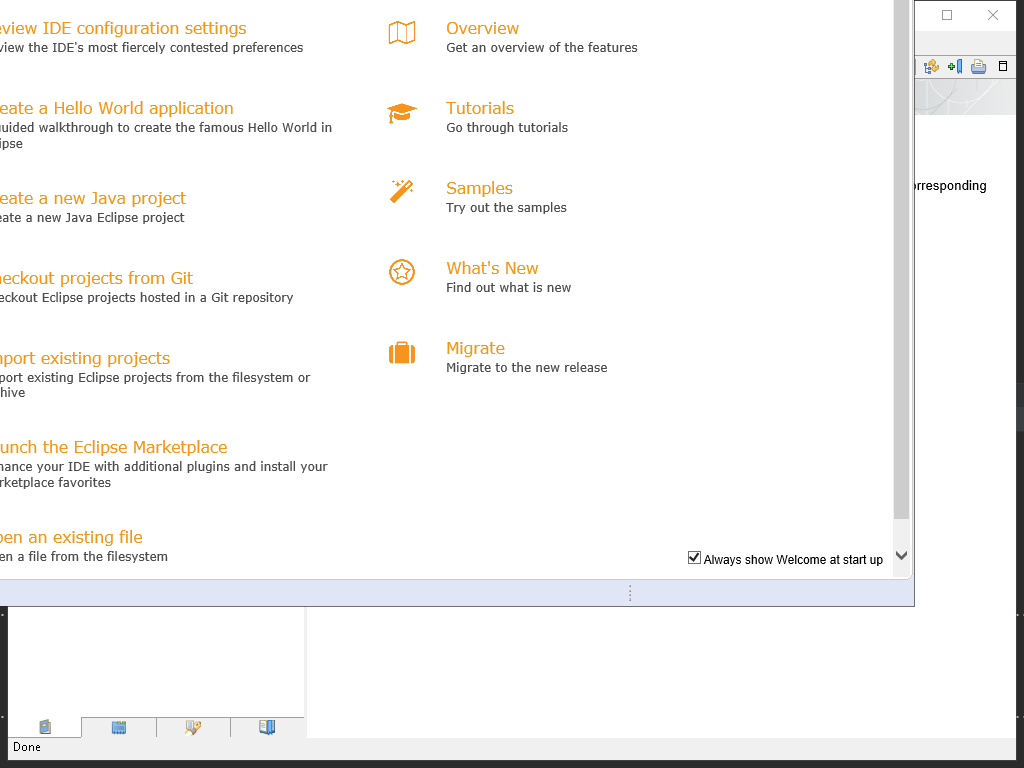 eview IDE configuration settings
view the IDE's most fiercely contested preferences
eate a Hello World application
uided walkthrough to create the famous Hello World in
ipse
eate a new Java project
eate a new Java Eclipse project
heckout projects from Git
eckout Eclipse projects hosted in a Git repository
mport existing projects
port existing Eclipse projects from the filesystem or
hive
unch the Eclipse Marketplace
hance your IDE with additional plugins and install your
rketplace favorites
pen an existing file
en a file from the filesystem
Overview
Get an overview of the features
Tutorials
Go through tutorials
Samples
Try out the samples
What's New
Find out what is new
Migrate
Migrate to the new release
Always show Welcome at start up
orresponding
Done